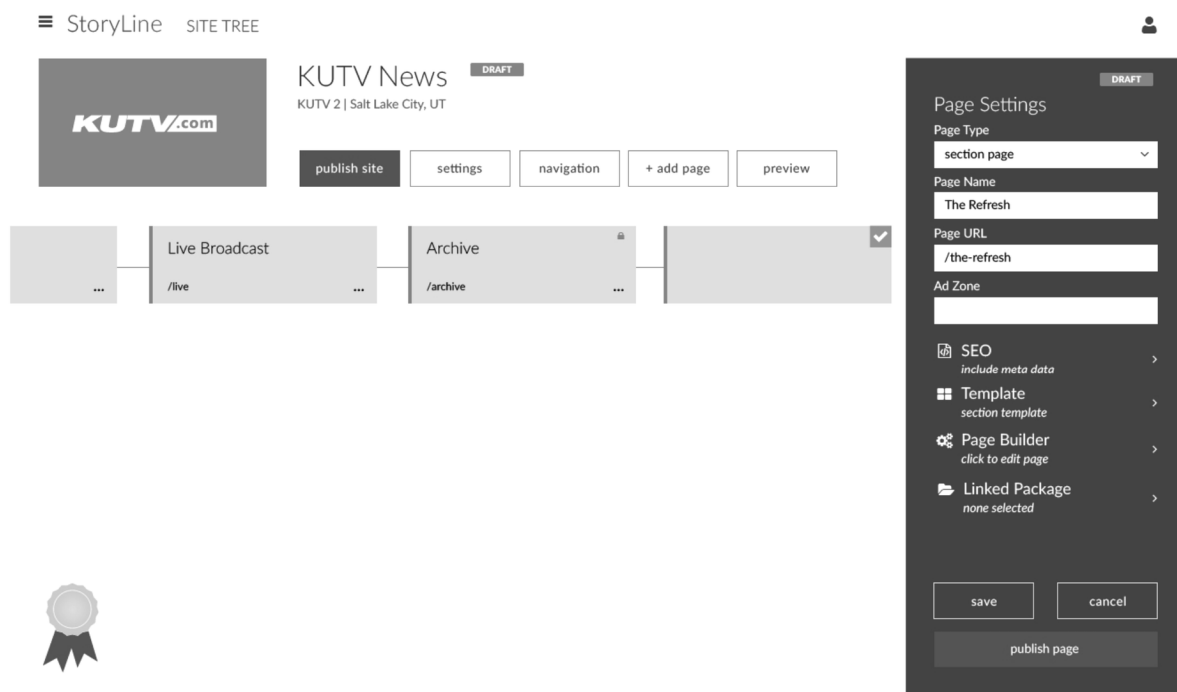 StoryLine SITE TREE
KUTV.com
KUTV News DRAFT
KUTV 2 | Salt Lake City, UT
publish site settings navigation + add page preview
...
Live Broadcast
/live ...
Archive
/archive ...
DRAFT
Page Settings
Page Type
section page
Page Name
The Refresh
Page URL
/the-refresh
Ad Zone
SEO
include meta data
Template
section template
Page Builder
click to edit page
Linked Package
none selected
save cancel
publish page